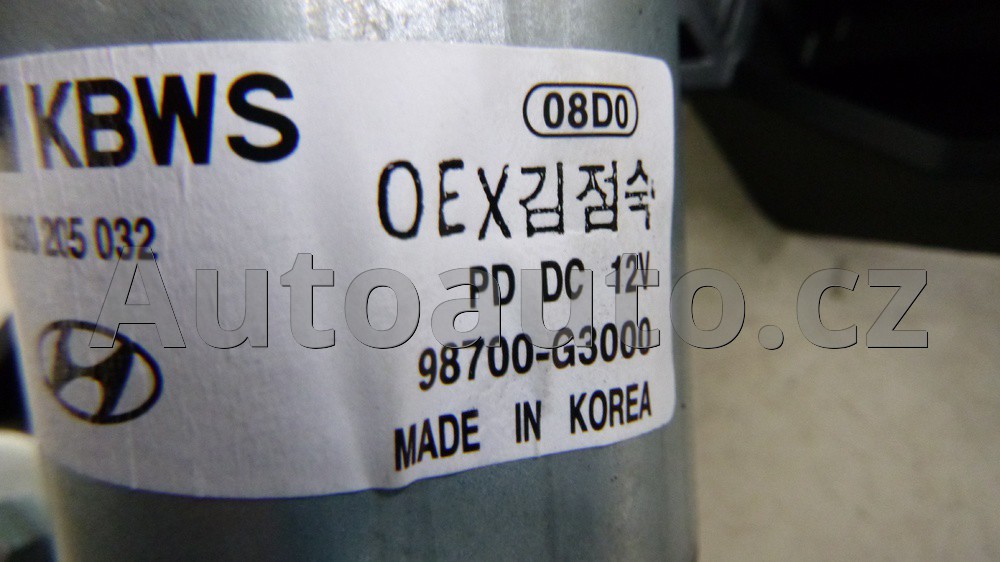 KBWS
08D0
OEX김점숙
205 032
PD DC 12V
98700-G3000
MADE IN KOREA
Autoauto.cz